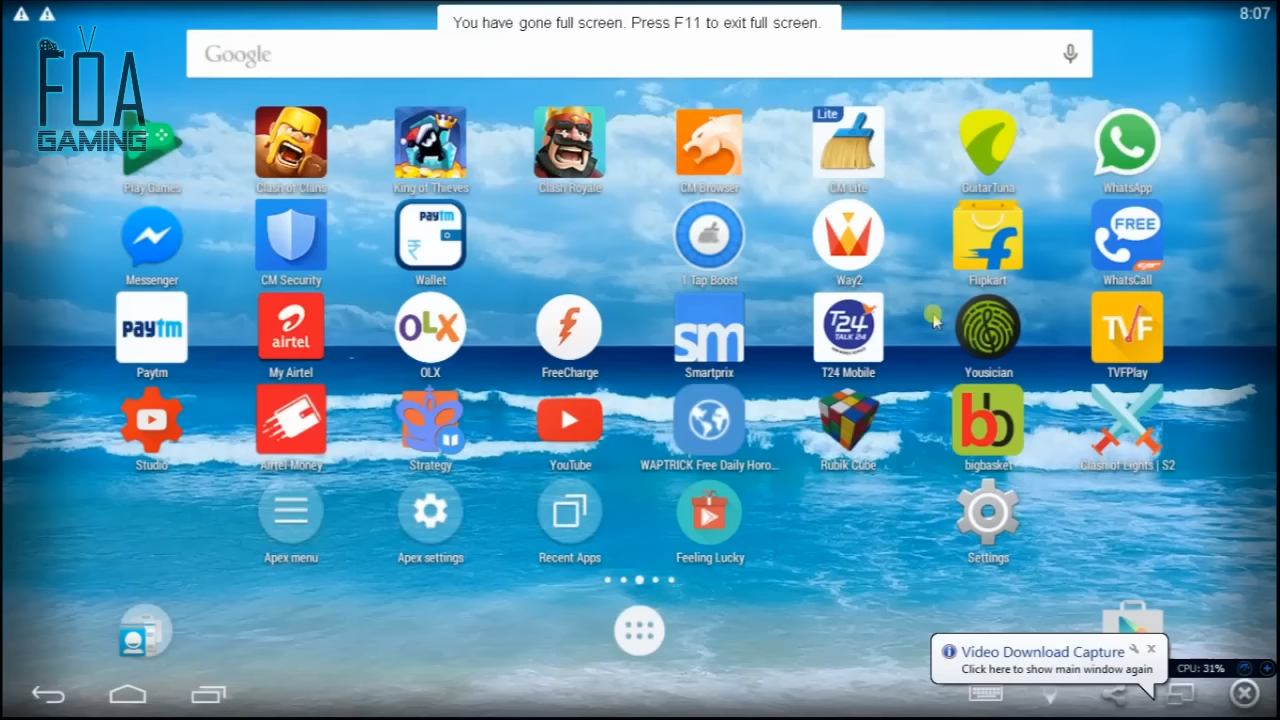 You have gone full screen. Press F11 to exit full screen.
8:07
Google
FOA
GAMING
Lite
Play Games
Clash of Clans
King of Thieves
Clash Royale
CM Browser
CM Lite
GuitarTuna
WhatsApp
Paytm
FREE
Messenger
CM Security
Wallet
1 Tap Boost
Way2
Flipkart
WhatsCall
Paytm
airtel
OLX
sm
T24
TALK 24
TVF
Paytm
My Airtel
OLX
FreeCharge
Smartprix
T24 Mobile
Yousician
TVFPlay
bb
Studio
Airtel Money
Strategy
YouTube
WAPTRICK Free Daily Horo...
Rubik Cube
bigbasket
Clash of Lights | S2
Apex menu
Apex settings
Recent Apps
Feeling Lucky
Settings
Video Download Capture
Click here to show main window again
CPU: 31%